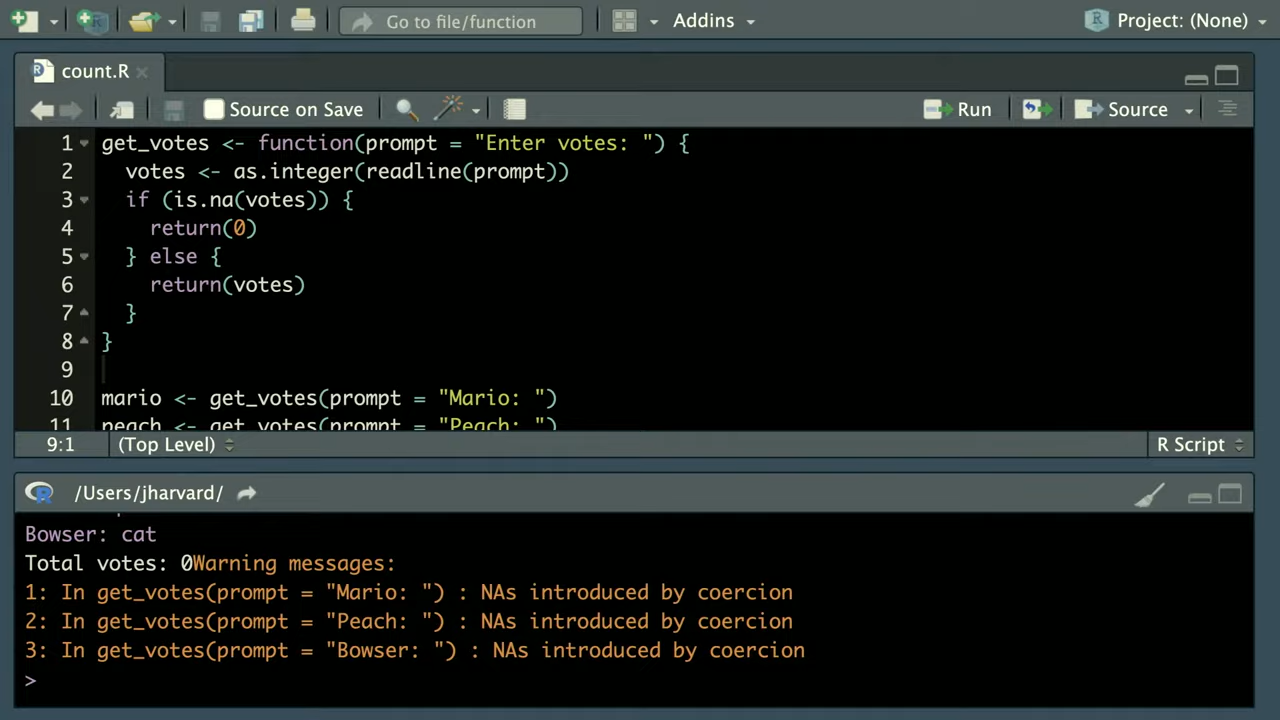 Go to file/function
Addins
Project: (None)
count.R
Source on Save
Run
Source
1 get_votes <- function(prompt = "Enter votes: ") {
2   votes <- as.integer(readline(prompt))
3   if (is.na(votes)) {
4     return(0)
5   } else {
6     return(votes)
7   }
8 }
9
10 mario <- get_votes(prompt = "Mario: ")
11 peach <- get_votes(prompt = "Peach: ")
9:1 (Top Level) R Script
/Users/jharvard/
Bowser: cat
Total votes: 0Warning messages:
1: In get_votes(prompt = "Mario: ") : NAs introduced by coercion
2: In get_votes(prompt = "Peach: ") : NAs introduced by coercion
3: In get_votes(prompt = "Bowser: ") : NAs introduced by coercion
>